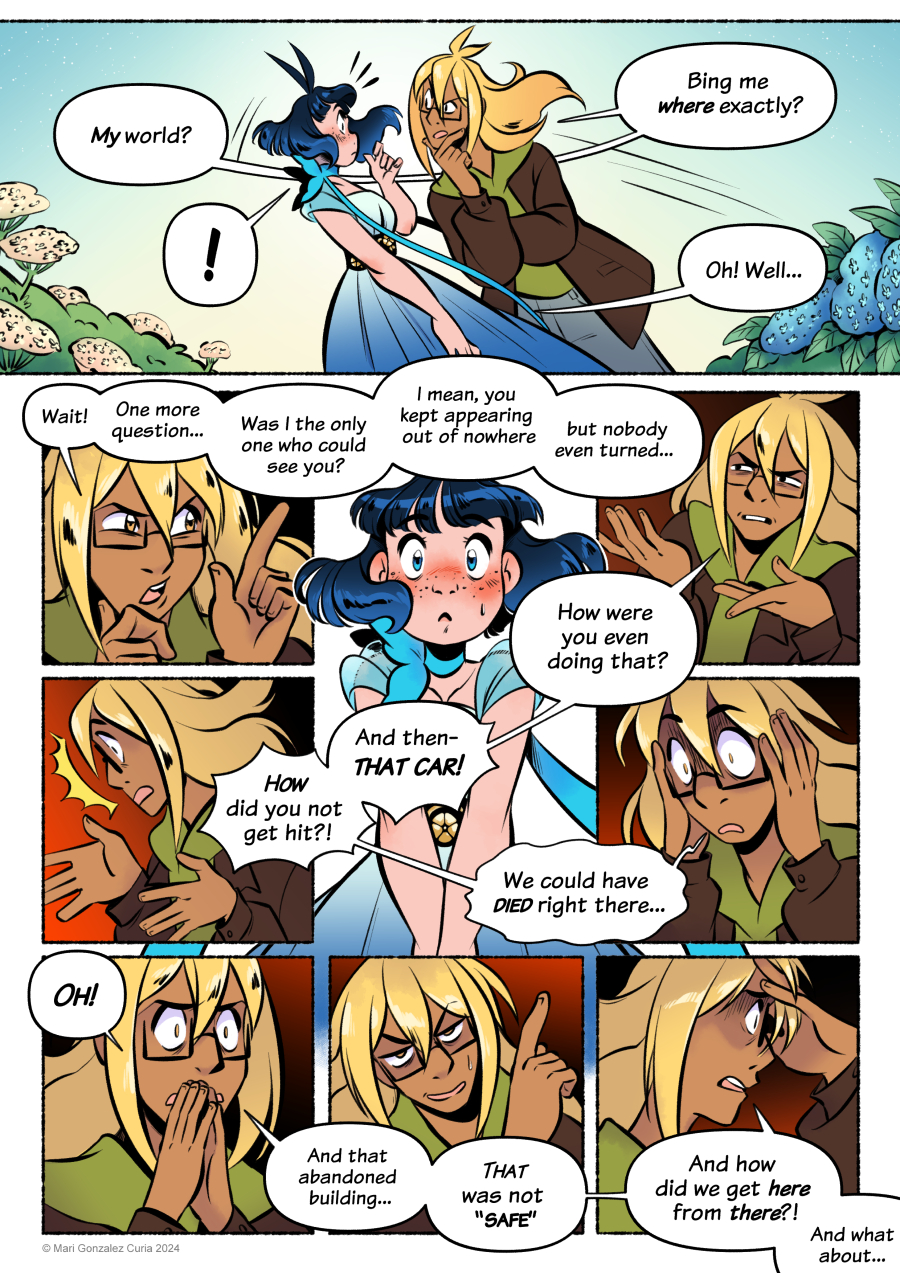 My world?
Bing me
where exactly?
!
Oh! Well...
Wait!
One more
question...
Was I the only
one who could
see you?
I mean, you
kept appearing
out of nowhere
but nobody
even turned...
How were
you even
doing that?
And then-
THAT CAR!
HOW
did you not
get hit?!
We could have
DIED right there...
OH!
And that
abandoned
building...
THAT
was not
"SAFE"
And how
did we get here
from there?!
And what
about...
© Mari Gonzalez Curia 2024